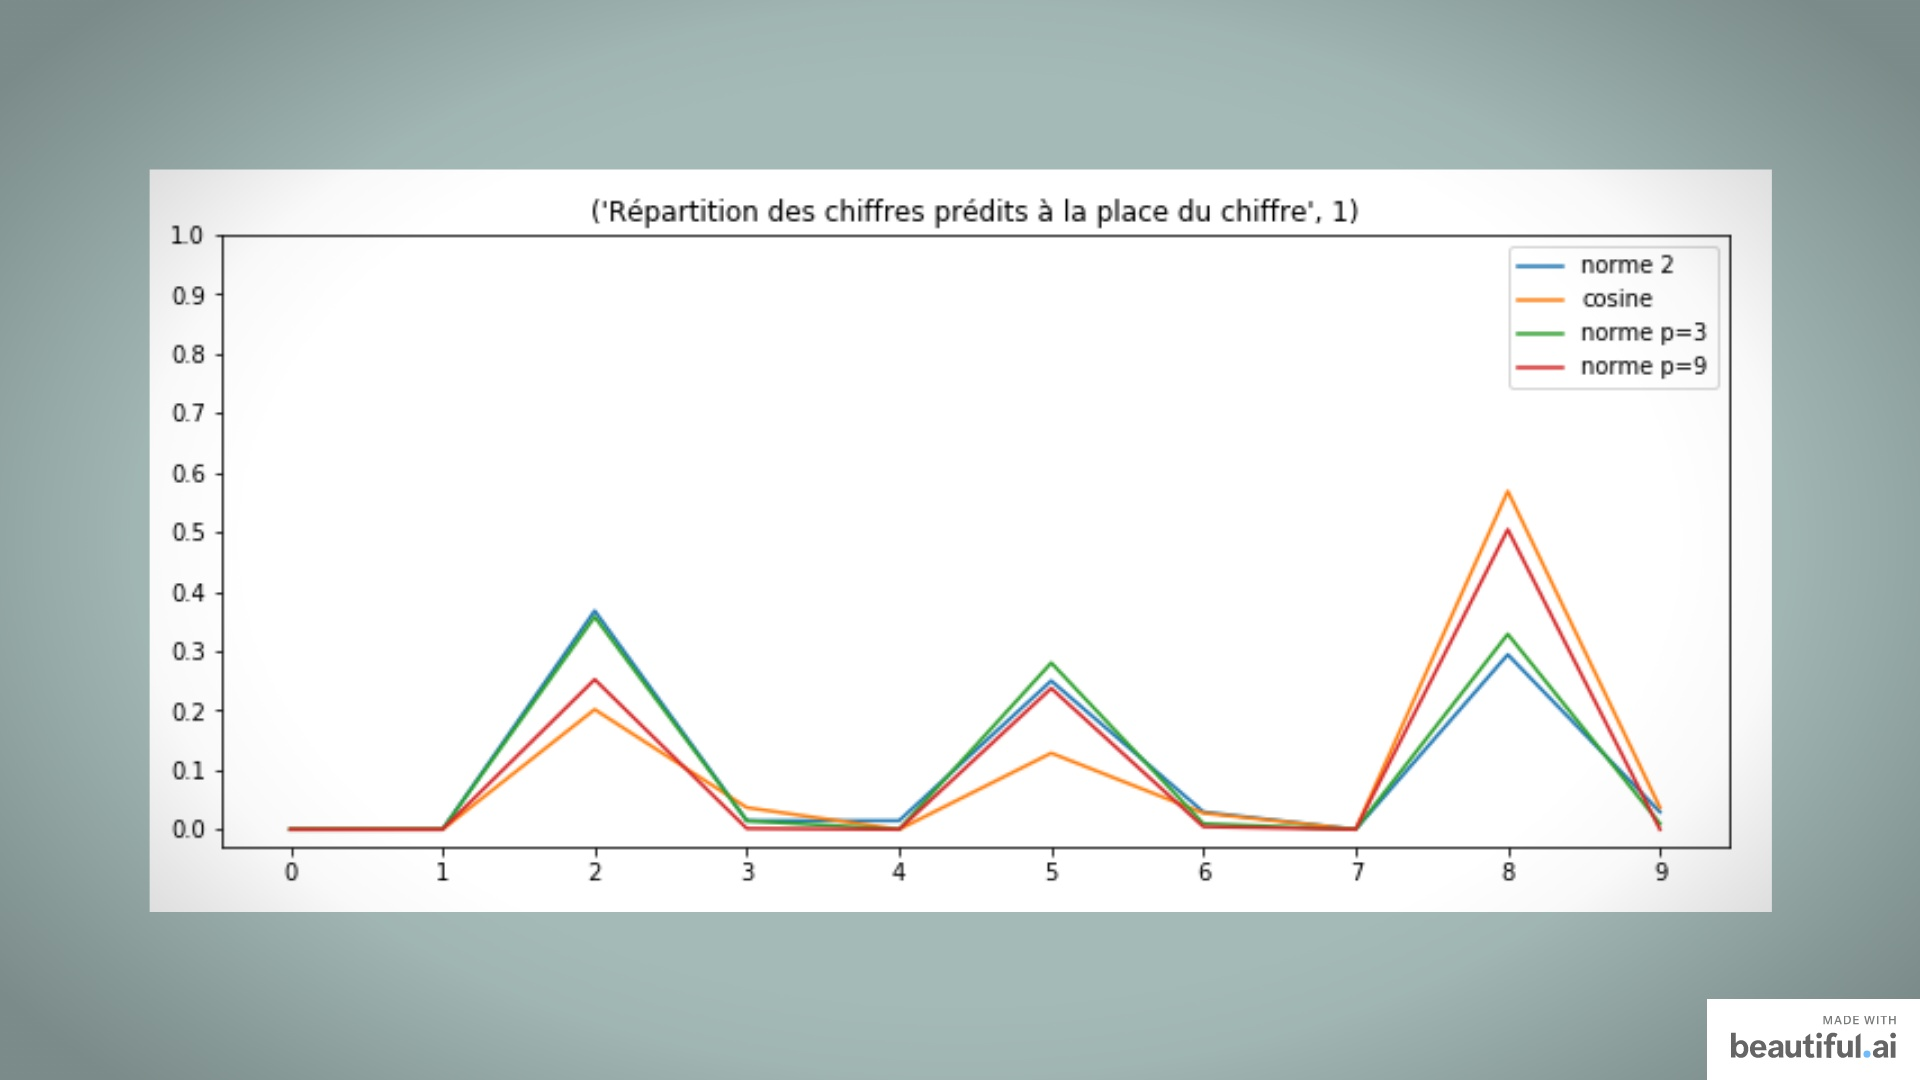 ('Répartition des chiffres prédits à la place du chiffre', 1)
1.0
0.9
0.8
0.7
0.6
0.5
0.4
0.3
0.2
0.1
0.0
norme 2
cosine
norme p=3
norme p=9
0 1 2 3 4 5 6 7 8 9
MADE WITH
beautiful.ai